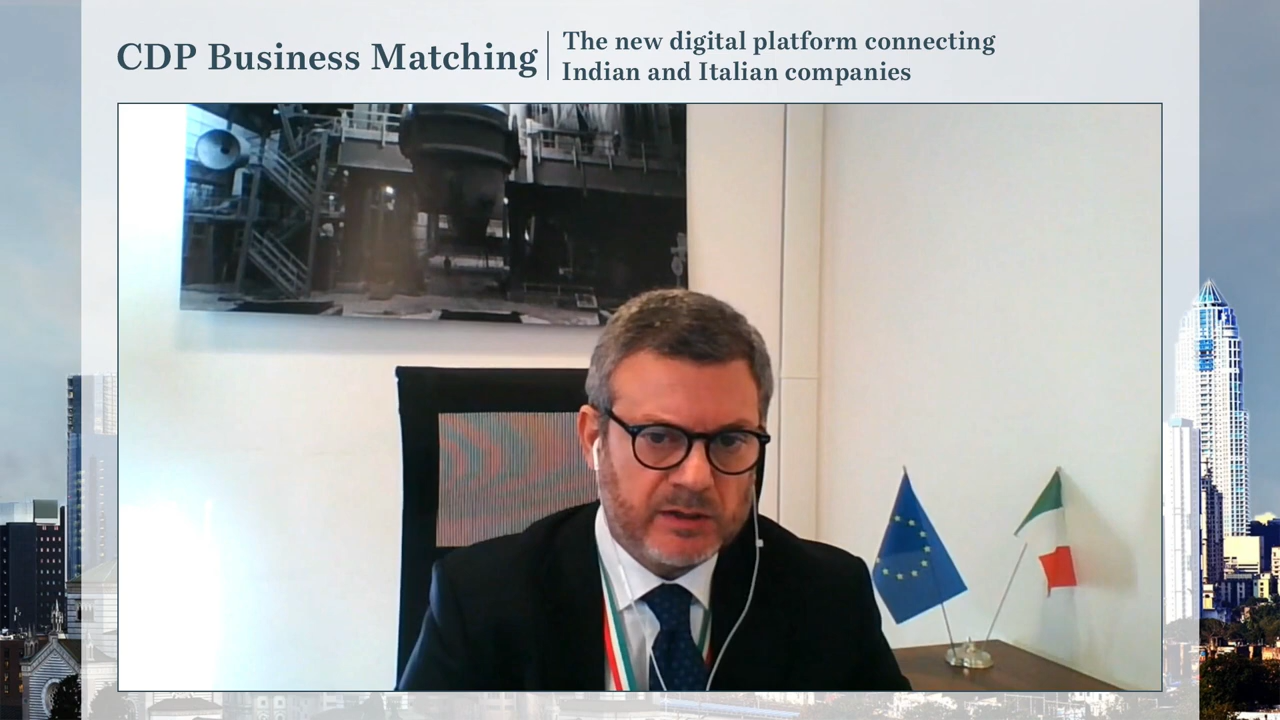 CDP Business Matching
The new digital platform connecting
Indian and Italian companies